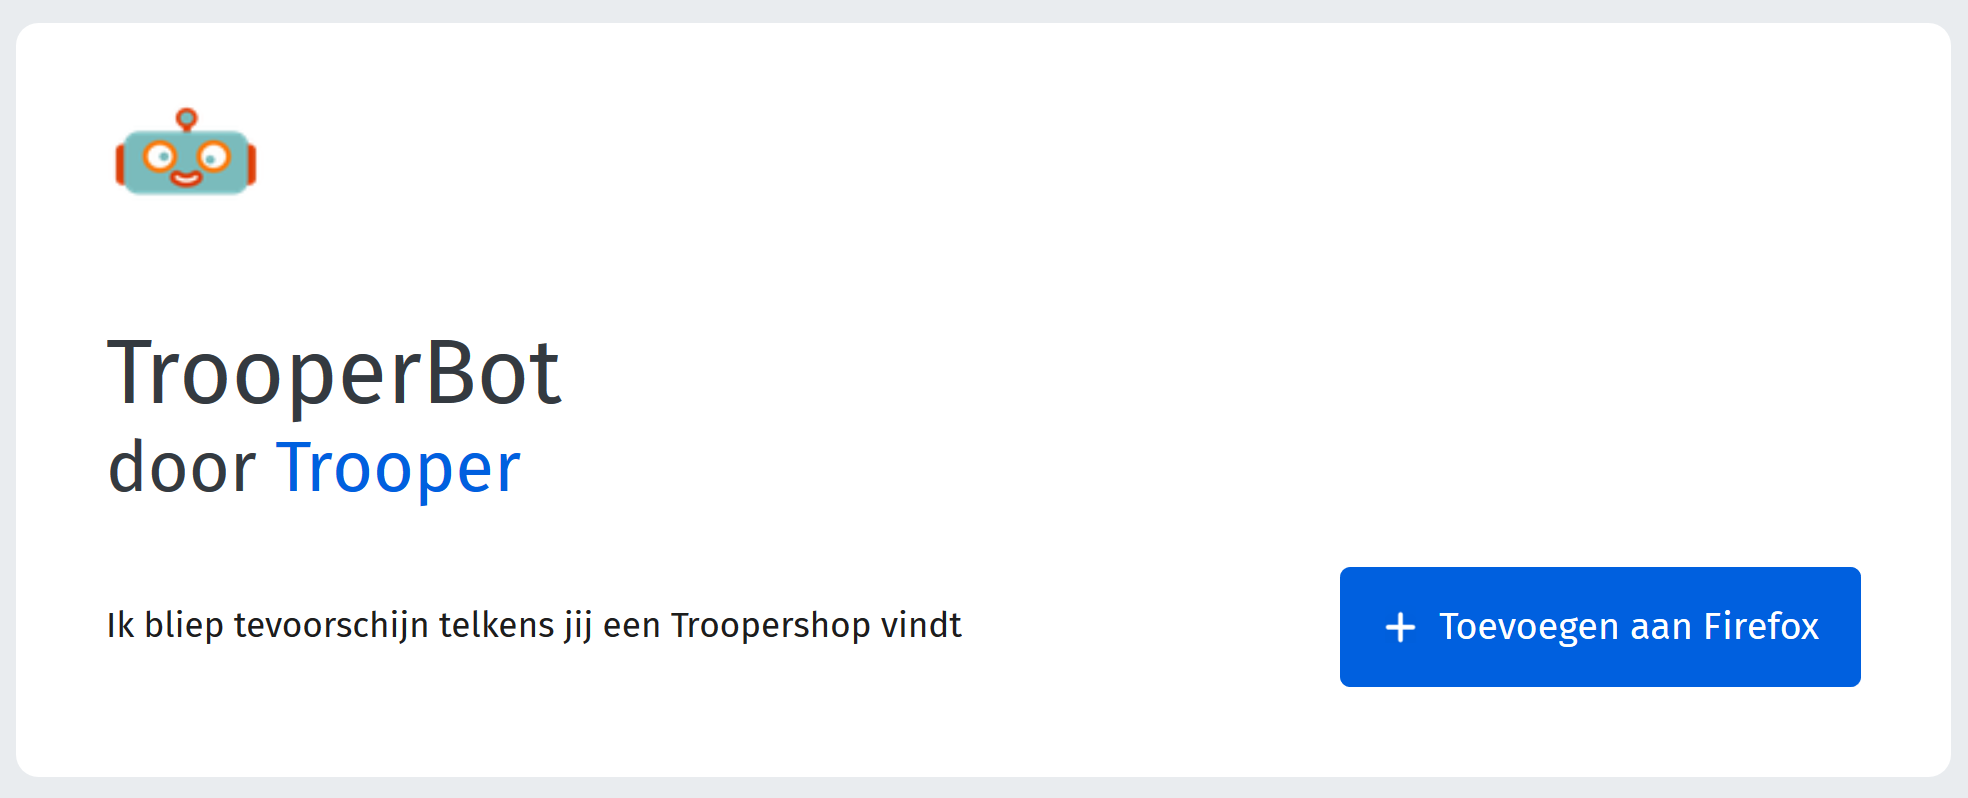 TrooperBot
door Trooper
Ik bliep tevoorschijn telkens jij een Troopershop vindt
+ Toevoegen aan Firefox